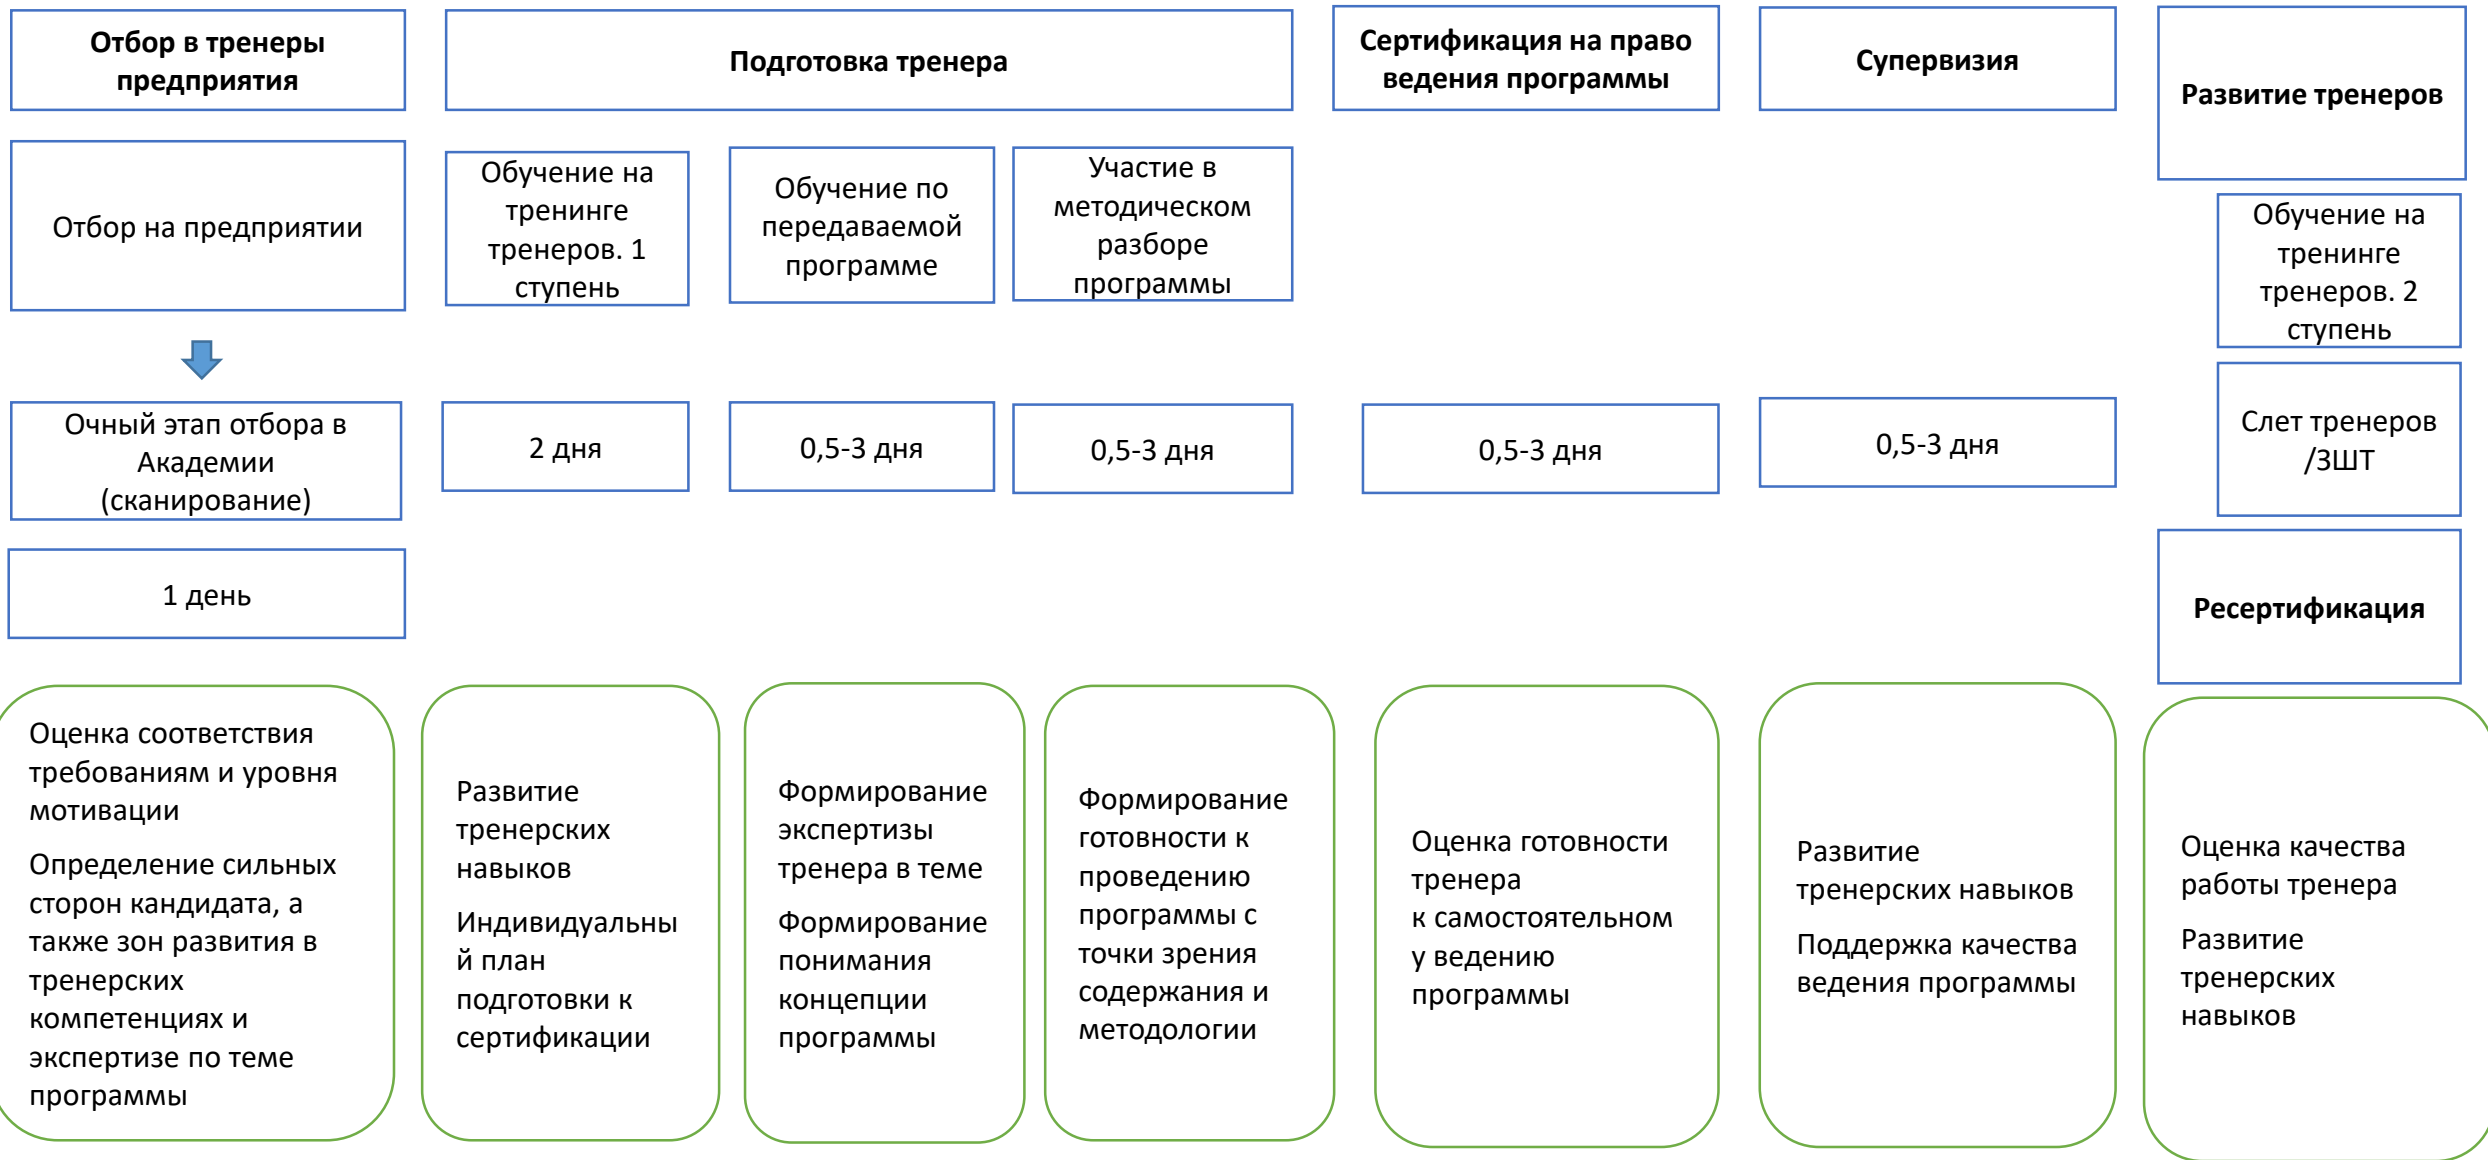 Отбор в тренеры
предприятия
Подготовка тренера
Сертификация на право
ведения программы
Супервизия
Развитие тренеров
Отбор на предприятии
Обучение на
тренинге
тренеров. 1
ступень
Обучение по
передаваемой
программе
Участие в
методическом
разборе
программы
Обучение на
тренинге
тренеров. 2
ступень
Очный этап отбора в
Академии
(сканирование)
2 дня
0,5-3 дня
0,5-3 дня
0,5-3 дня
0,5-3 дня
Слет тренеров
/ЗШТ
1 день
Ресертификация
Оценка соответствия
требованиям и уровня
мотивации
Определение сильных
сторон кандидата, а
также зон развития в
тренерских
компетенциях и
экспертизе по теме
программы
Развитие
тренерских
навыков
Индивидуальны
й план
подготовки к
сертификации
Формирование
экспертизы
тренера в теме
Формирование
понимания
концепции
программы
Формирование
готовности к
проведению
программы с
точки зрения
содержания и
методологии
Оценка готовности
тренера
к самостоятельном
у ведению
программы
Развитие
тренерских навыков
Поддержка качества
ведения программы
Оценка качества
работы тренера
Развитие
тренерских
навыков